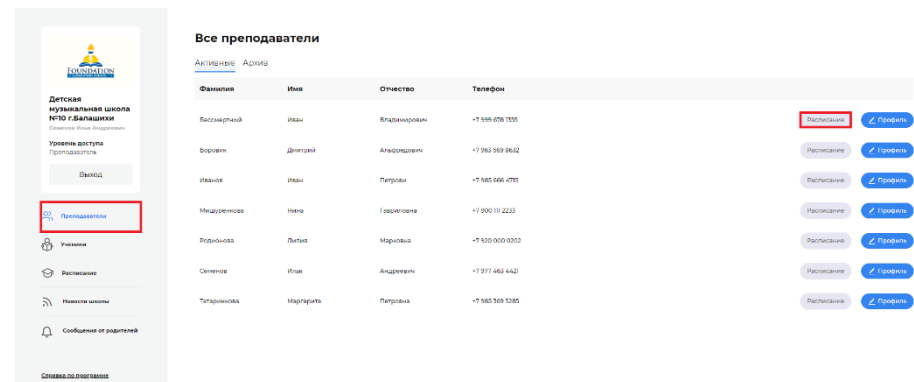 FOUNDATION
Детская
музыкальная школа
№10 г.Балашихи
Семенов Илья Андреевич
Уровень доступа
Преподаватель
Выход
Преподаватели
Ученики
Расписание
Новости школы
Сообщения от родителей
Справка по программе
Все преподаватели
Активные Архив
Фамилия Имя Отчество Телефон
Бессмертный Иван Владимирович +7 999 678 1355 Расписание Профиль
Боровик Дмитрий Альфредович +7 963 569 8632 Расписание Профиль
Иванов Иван Петрови +7 985 666 4713 Расписание Профиль
Мишуренкова Нина Гавриловна +7 900 111 2233 Расписание Профиль
Родионова Лилия Марковна +7 920 000 0202 Расписание Профиль
Семенов Илья Андреевич +7 977 463 4421 Расписание Профиль
Татаринова Маргарита Петровна +7 985 369 5285 Расписание Профиль